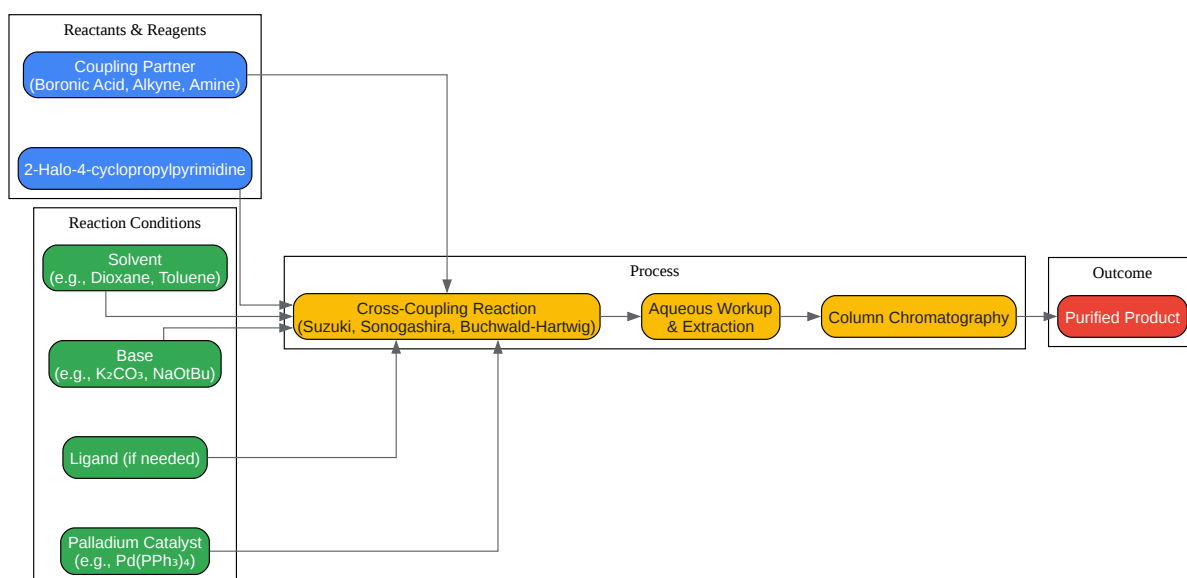 Reactants & Reagents
Coupling Partner
(Boronic Acid, Alkyne, Amine)
2-Halo-4-cyclopropylpyrimidine
Reaction Conditions
Solvent
(e.g., Dioxane, Toluene)
Base
(e.g., K₂CO₃, NaOtBu)
Ligand (if needed)
Palladium Catalyst
(e.g., Pd(PPh₃)₄)
Process
Cross-Coupling Reaction
(Suzuki, Sonogashira, Buchwald-Hartwig)
Aqueous Workup
& Extraction
Column Chromatography
Outcome
Purified Product